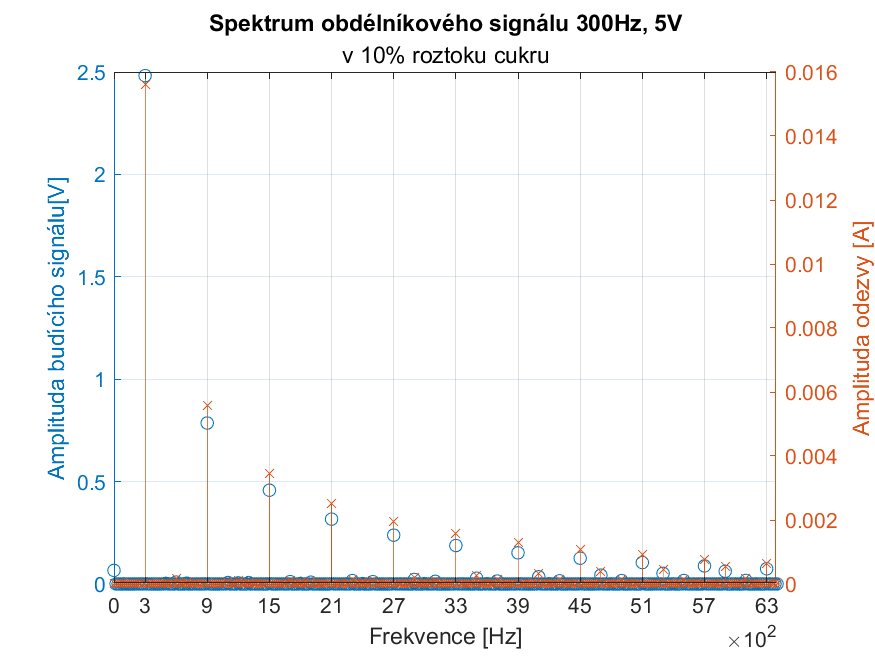 Spektrum obdélníkového signálu 300Hz, 5V
v 10% roztoku cukru
Amplituda budícího signálu[V]
2.5
2
1.5
1
0.5
0
0.016
0.014
0.012
0.01
0.008
0.006
0.004
0.002
0
Amplituda odezvy [A]
0 3 9 15 21 27 33 39 45 51 57 63
Frekvence [Hz]
×10²